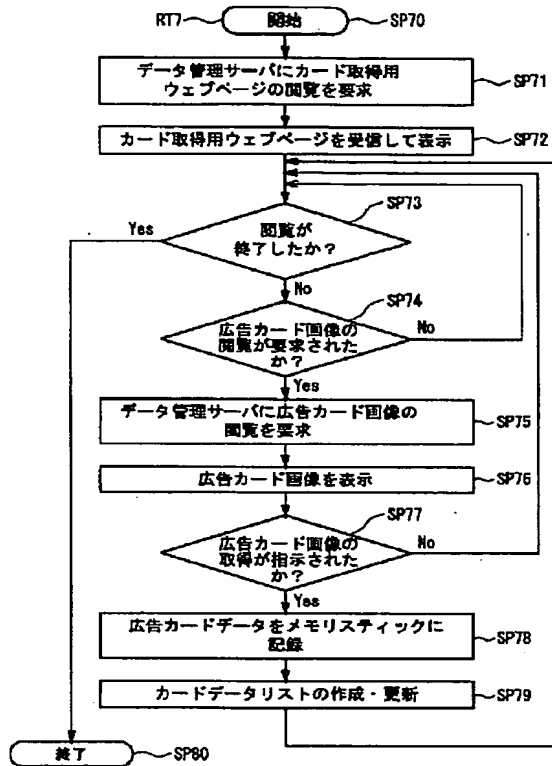 RT7 開始 SP70
データ管理サーバにカード取得用
ウェブページの閲覧を要求 SP71
カード取得用ウェブページを受信して表示 SP72
SP73
Yes 閲覧が
終了したか?
No SP74
広告カード画像の No
閲覧が要求された
か?
Yes
データ管理サーバに広告カード画像の
閲覧を要求 SP75
広告カード画像を表示 SP76
SP77
広告カード画像の No
取得が指示された
か?
Yes
広告カードデータをメモリスティックに
記録 SP78
カードデータリストの作成・更新 SP79
終了 SP80